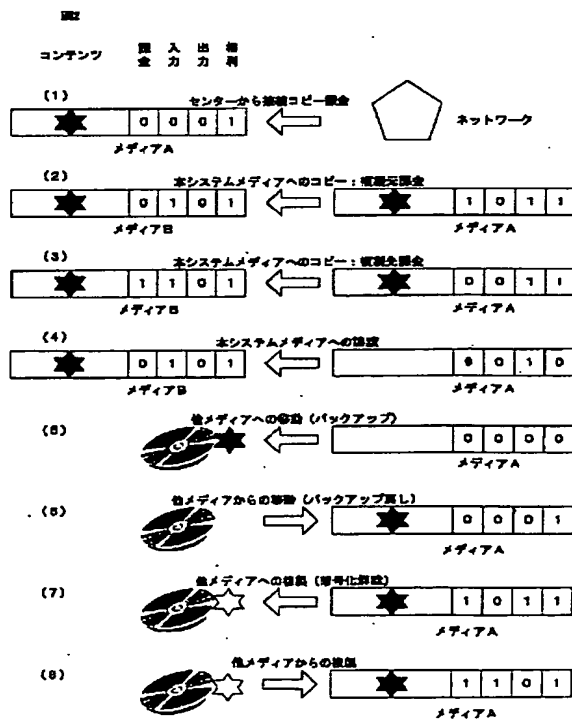 コンテンツ 課金 入力 出力 権利
(1) センターから直接コピー課金
0 0 0 1 ネットワーク
メディアA
(2) 本システムメディアへのコピー：複製元課金
0 1 0 1 1 0 1 1
メディアB メディアA
(3) 本システムメディアへのコピー：複製先課金
1 1 0 1 0 0 1 1
メディアB メディアA
(4) 本システムメディアへの
0 1 0 1 0 0 1 0
メディアB メディアA
(6) 他メディアへの移動（バックアップ）
0 0 0 0
メディアA
(5) 他メディアからの移動（バックアップ戻し）
0 0 0 1
メディアA
(7) 他メディアへの複製（暗号化解除）
1 0 1 1
メディアA
(8) 他メディアからの複製
1 1 0 1
メディアA